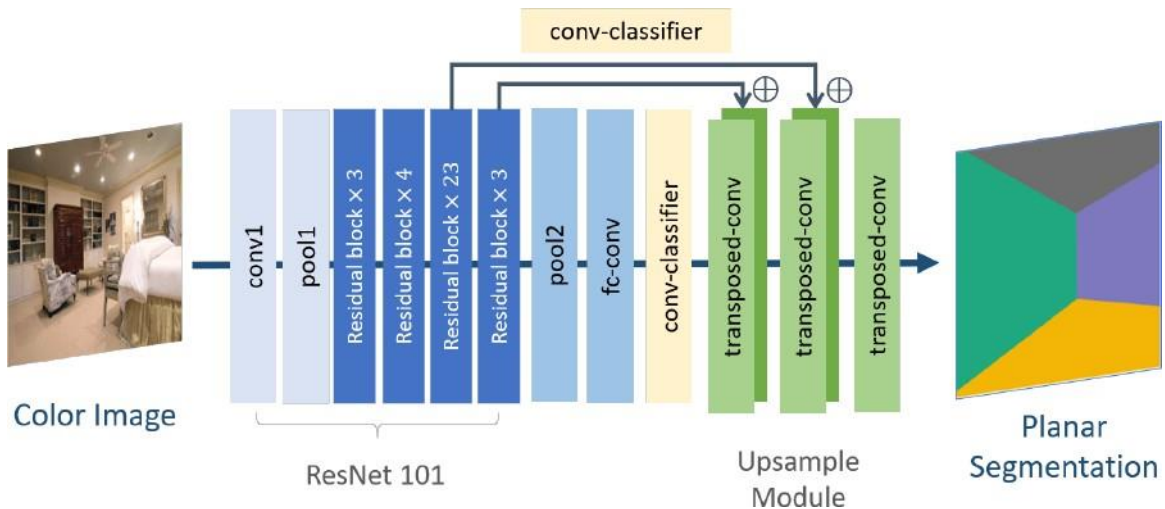 conv-classifier
conv1
pool1
Residual block × 3
Residual block × 4
Residual block × 23
Residual block × 3
pool2
fc-conv
conv-classifier
transposed-conv
transposed-conv
transposed-conv
Color Image
ResNet 101
Upsample
Module
Planar
Segmentation